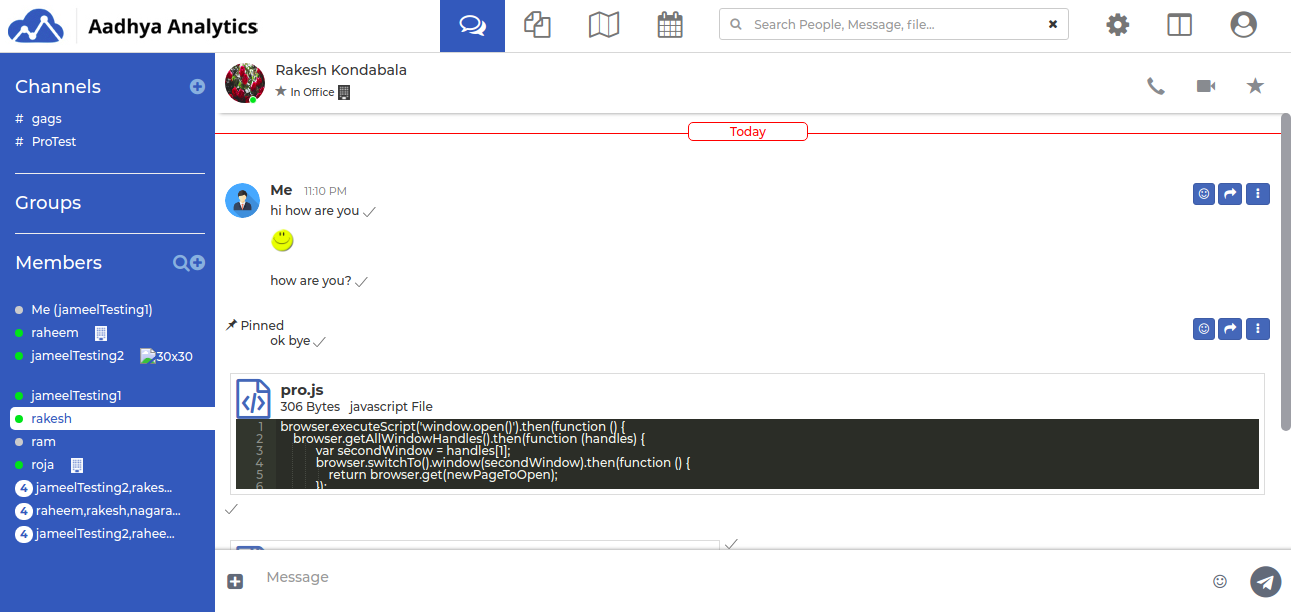 Aadhya Analytics
Search People, Message, file...
Channels
# gags
# ProTest
Groups
Members
Me (jameelTesting1)
raheem
jameelTesting2 30x30
jameelTesting1
rakesh
ram
roja
4 jameelTesting2,rakes...
4 raheem,rakesh,nagara...
4 jameelTesting2,rahee...
Rakesh Kondabala
In Office
Today
Me 11:10 PM
hi how are you
how are you?
Pinned
ok bye
pro.js
306 Bytes javascript File
1 browser.executeScript('window.open()').then(function () {
2 browser.getAllWindowHandles().then(function (handles) {
3 var secondWindow = handles[1];
4 browser.switchTo().window(secondWindow).then(function () {
5 return browser.get(newPageToOpen);
6 });
Message